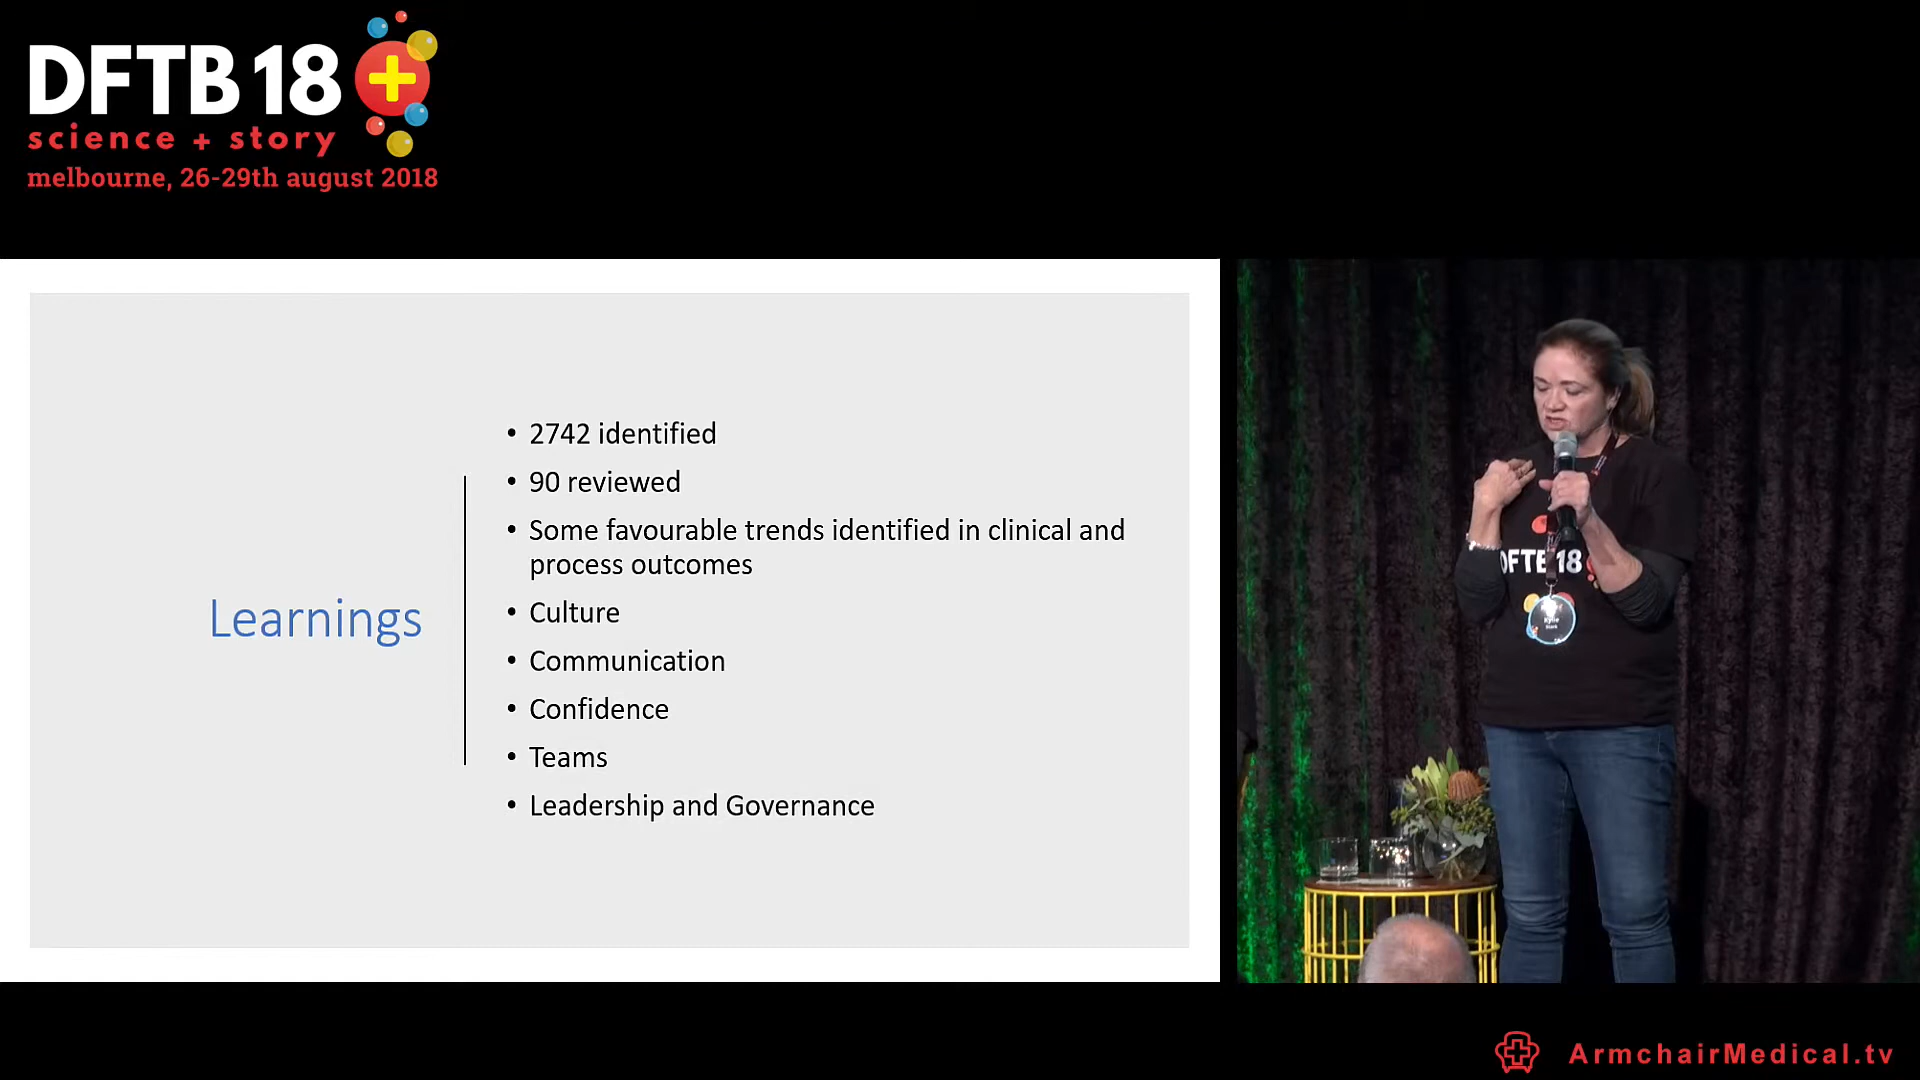 DFTB 18
science + story
melbourne, 26-29th august 2018
Learnings
• 2742 identified
• 90 reviewed
• Some favourable trends identified in clinical and
process outcomes
• Culture
• Communication
• Confidence
• Teams
• Leadership and Governance
DFTB 18
Kylie
ArmchairMedical.tv